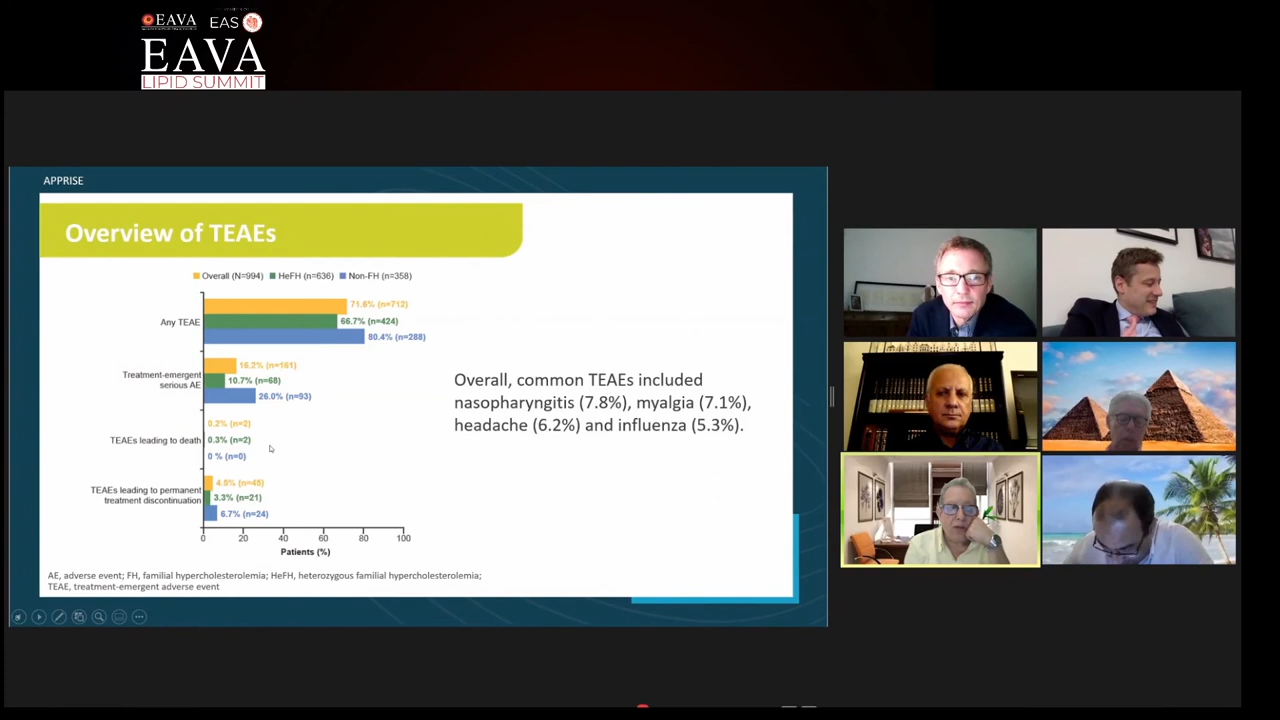 EAVA
EAS
EAVA
LIPID SUMMIT
APPRISE
Overview of TEAEs
Overall (N=994) HeFH (n=636) Non-FH (n=358)
Any TEAE
71.6% (n=712)
66.7% (n=424)
80.4% (n=288)
Treatment-emergent
serious AE
16.2% (n=161)
10.7% (n=68)
26.0% (n=93)
TEAEs leading to death
0.2% (n=2)
0.3% (n=2)
0 % (n=0)
TEAEs leading to permanent
treatment discontinuation
4.5% (n=45)
3.3% (n=21)
6.7% (n=24)
0 20 40 60 80 100
Patients (%)
Overall, common TEAEs included
nasopharyngitis (7.8%), myalgia (7.1%),
headache (6.2%) and influenza (5.3%).
AE, adverse event; FH, familial hypercholesterolemia; HeFH, heterozygous familial hypercholesterolemia;
TEAE, treatment-emergent adverse event